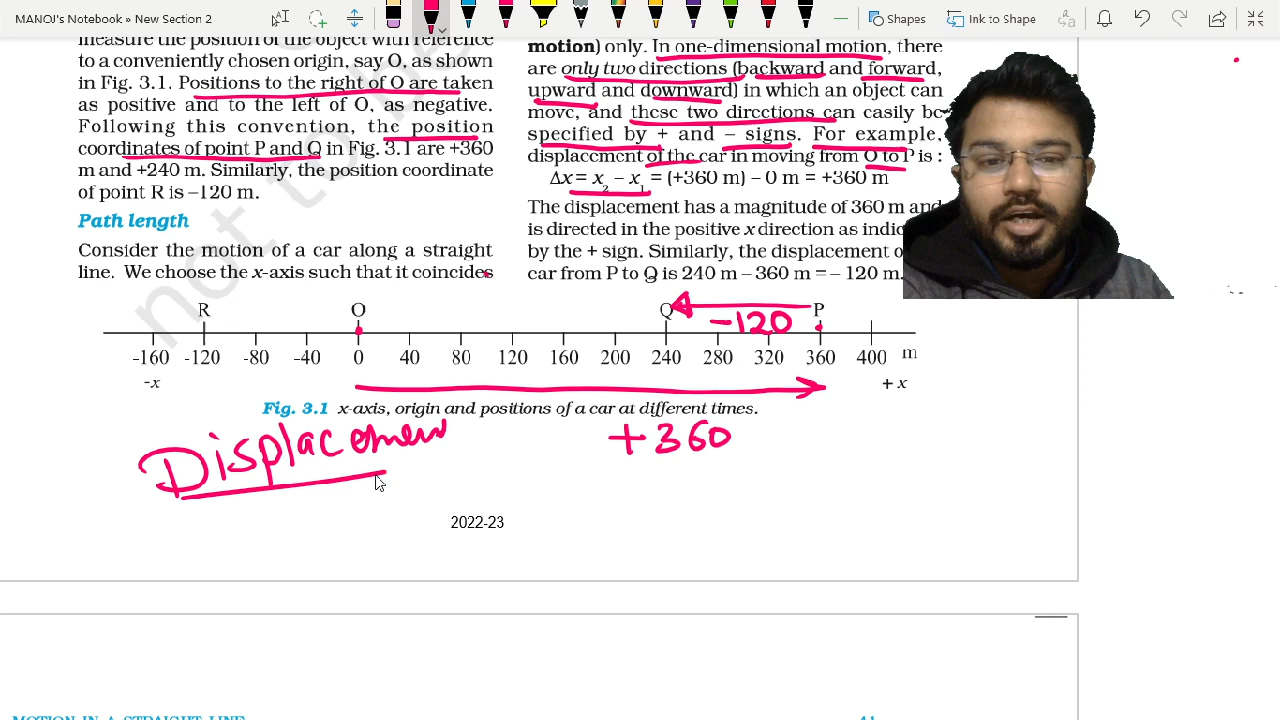 MANOJ's Notebook » New Section 2
Shapes
Ink to Shape
measure the position of the object with reference
to a conveniently chosen origin, say O, as shown
in Fig. 3.1. Positions to the right of O are taken
as positive and to the left of O, as negative.
Following this convention, the position
coordinates of point P and Q in Fig. 3.1 are +360
m and +240 m. Similarly, the position coordinate
of point R is –120 m.
Path length
Consider the motion of a car along a straight
line. We choose the x-axis such that it coincides
motion) only. In one-dimensional motion, there
are only two directions (backward and forward,
upward and downward) in which an object can
move, and these two directions can easily be
specified by + and – signs. For example,
displacement of the car in moving from O to P is :
Δx = x2 – x1 = (+360 m) – 0 m = +360 m
The displacement has a magnitude of 360 m and
is directed in the positive x direction as
by the + sign. Similarly, the displacement
car from P to Q is 240 m – 360 m = – 120 m.
not to be
R O Q P
-120
-160 -120 -80 -40 0 40 80 120 160 200 240 280 320 360 400 m
-x + x
Fig. 3.1 x-axis, origin and positions of a car at different times.
Displacement
+360
2022-23
MOTION IN A STRAIGHT LINE 41